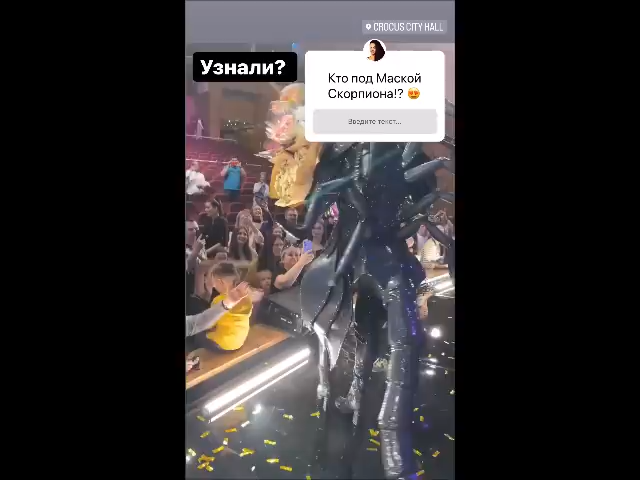 CROCUS CITY HALL
Узнали?
Кто под Маской
Скорпиона!?
Введите текст...